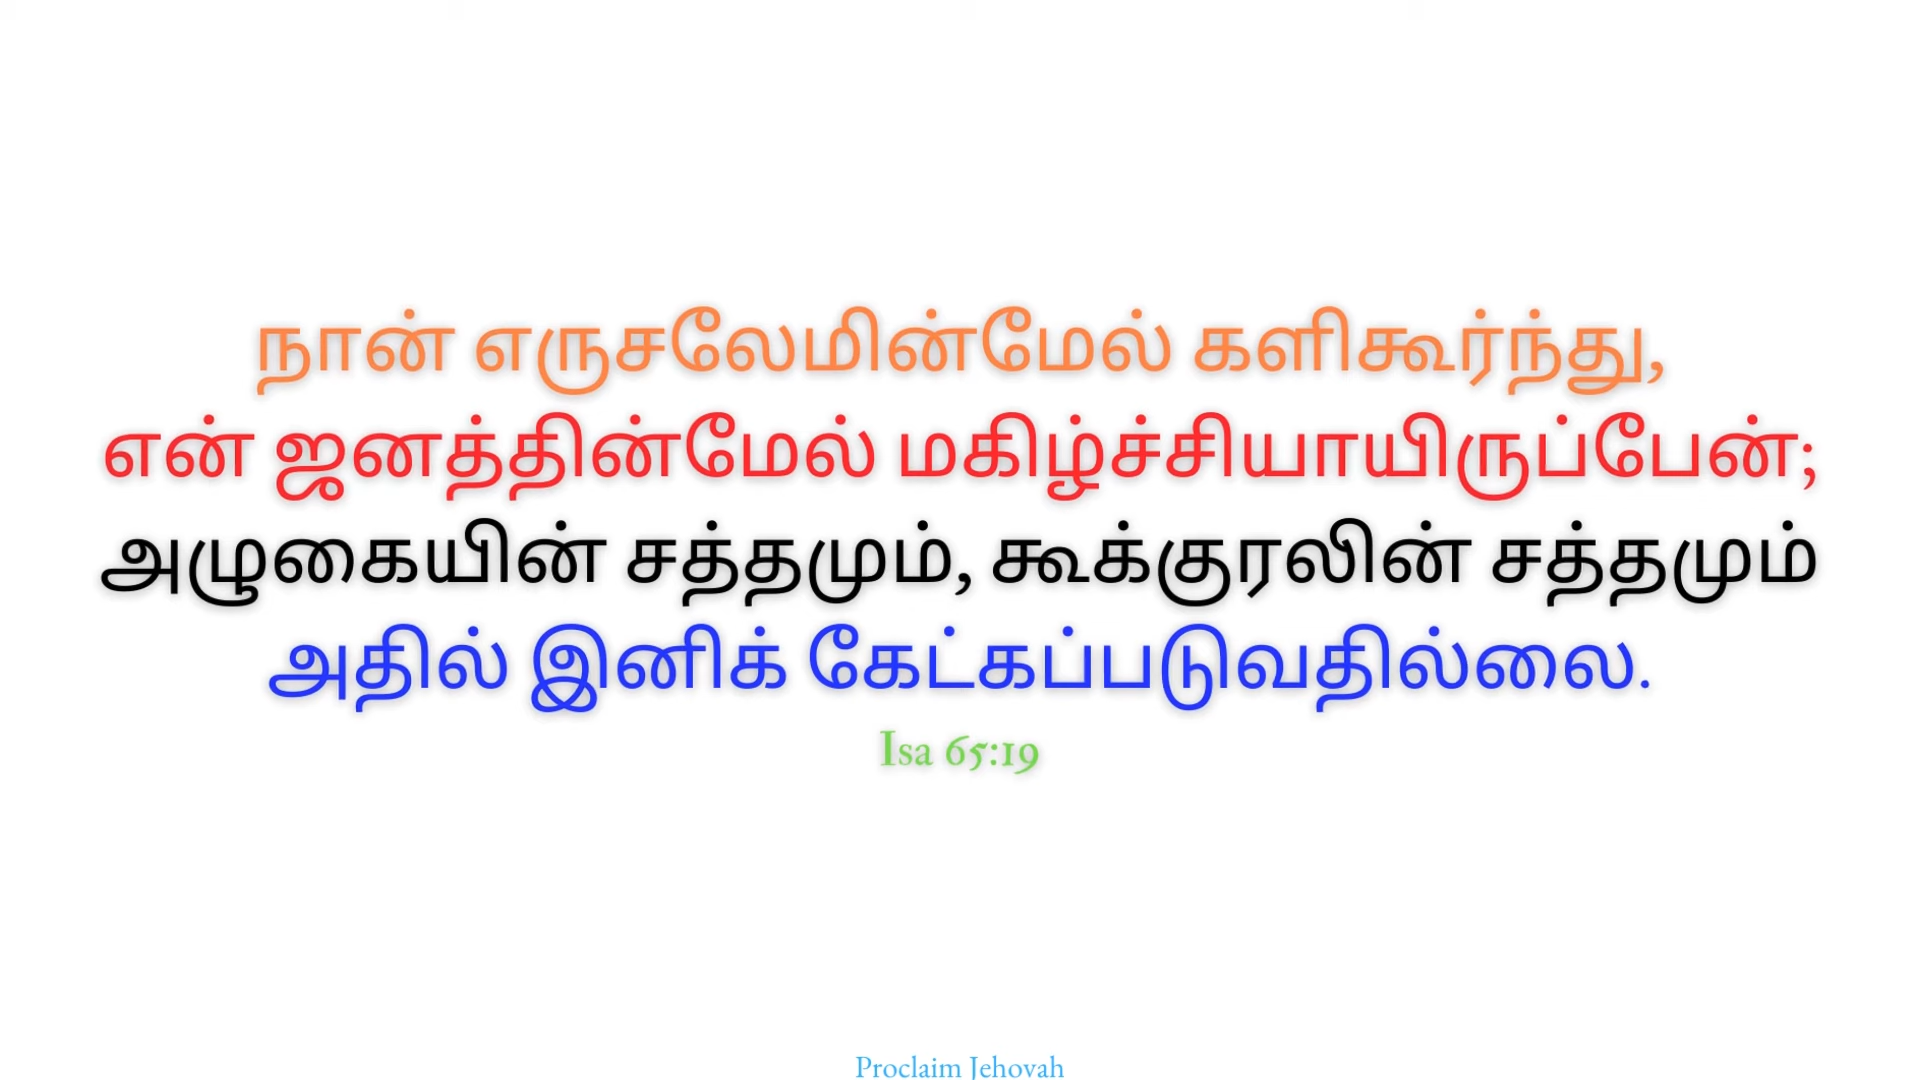 நான் எருசலேமின்மேல் களிகூர்ந்து,
என் ஜனத்தின்மேல் மகிழ்ச்சியாயிருப்பேன்;
அழுகையின் சத்தமும், கூக்குரலின் சத்தமும்
அதில் இனிக் கேட்கப்படுவதில்லை.
Isa 65:19
Proclaim Jehovah